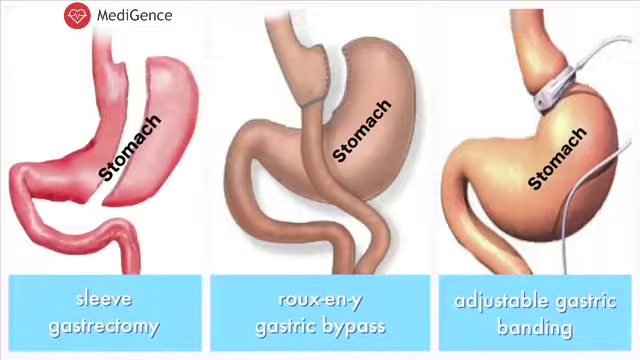 MediGence
Stomach
Stomach
Stomach
sleeve
gastrectomy
roux-en-y
gastric bypass
adjustable gastric
banding